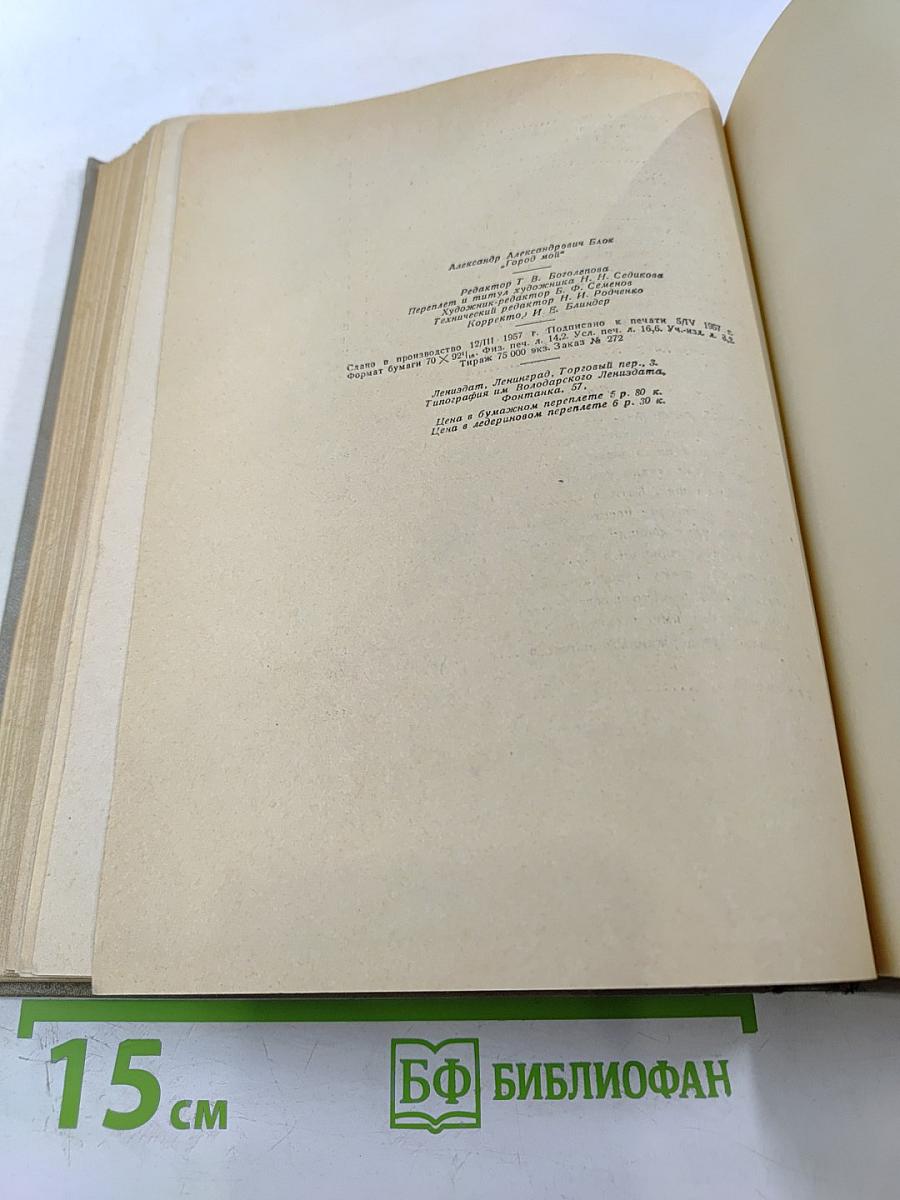 Александр Александрович Блок
„Город мой“
Редактор Т. В. Боголепова
Переплет и титул художника Н. Н. Седикова
Художник-редактор Б. Ф. Семенов
Технический редактор Н. И. Родченко
Корректор И. Е. Блиндер
Сдано в производство 12/III 1957 г. Подписано к печати 5/IV 1957 г.
Формат бумаги 70×92 1/16. Физ. печ. л. 14,2. Усл. печ. л. 16,6. Уч.-изд. л.
Тираж 75 000 экз. Заказ № 272
Лениздат, Ленинград, Торговый пер., 3.
Типография им Володарского Лениздата,
Фонтанка, 57.
Цена в бумажном переплете 5 р. 80 к.
Цена в ледериновом переплете 6 р. 30 к.
15 см
БФ БИБЛИОФАН